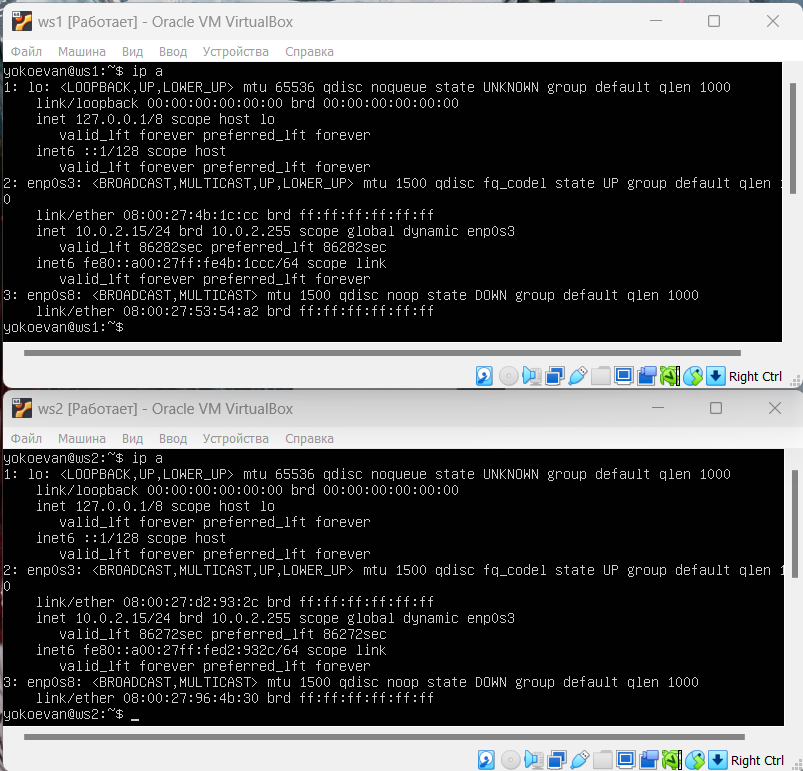 ws1 [Работает] - Oracle VM VirtualBox
Файл Машина Вид Ввод Устройства Справка
yokoevan@ws1:~$ ip a
1: lo: <LOOPBACK,UP,LOWER_UP> mtu 65536 qdisc noqueue state UNKNOWN group default qlen 1000
    link/loopback 00:00:00:00:00:00 brd 00:00:00:00:00:00
    inet 127.0.0.1/8 scope host lo
       valid_lft forever preferred_lft forever
    inet6 ::1/128 scope host
       valid_lft forever preferred_lft forever
2: enp0s3: <BROADCAST,MULTICAST,UP,LOWER_UP> mtu 1500 qdisc fq_codel state UP group default qlen 1
0
    link/ether 08:00:27:4b:1c:cc brd ff:ff:ff:ff:ff:ff
    inet 10.0.2.15/24 brd 10.0.2.255 scope global dynamic enp0s3
       valid_lft 86282sec preferred_lft 86282sec
    inet6 fe80::a00:27ff:fe4b:1ccc/64 scope link
       valid_lft forever preferred_lft forever
3: enp0s8: <BROADCAST,MULTICAST> mtu 1500 qdisc noop state DOWN group default qlen 1000
    link/ether 08:00:27:53:54:a2 brd ff:ff:ff:ff:ff:ff
yokoevan@ws1:~$
Right Ctrl
ws2 [Работает] - Oracle VM VirtualBox
Файл Машина Вид Ввод Устройства Справка
yokoevan@ws2:~$ ip a
1: lo: <LOOPBACK,UP,LOWER_UP> mtu 65536 qdisc noqueue state UNKNOWN group default qlen 1000
    link/loopback 00:00:00:00:00:00 brd 00:00:00:00:00:00
    inet 127.0.0.1/8 scope host lo
       valid_lft forever preferred_lft forever
    inet6 ::1/128 scope host
       valid_lft forever preferred_lft forever
2: enp0s3: <BROADCAST,MULTICAST,UP,LOWER_UP> mtu 1500 qdisc fq_codel state UP group default qlen 1
0
    link/ether 08:00:27:d2:93:2c brd ff:ff:ff:ff:ff:ff
    inet 10.0.2.15/24 brd 10.0.2.255 scope global dynamic enp0s3
       valid_lft 86272sec preferred_lft 86272sec
    inet6 fe80::a00:27ff:fed2:932c/64 scope link
       valid_lft forever preferred_lft forever
3: enp0s8: <BROADCAST,MULTICAST> mtu 1500 qdisc noop state DOWN group default qlen 1000
    link/ether 08:00:27:96:4b:30 brd ff:ff:ff:ff:ff:ff
yokoevan@ws2:~$ _
Right Ctrl